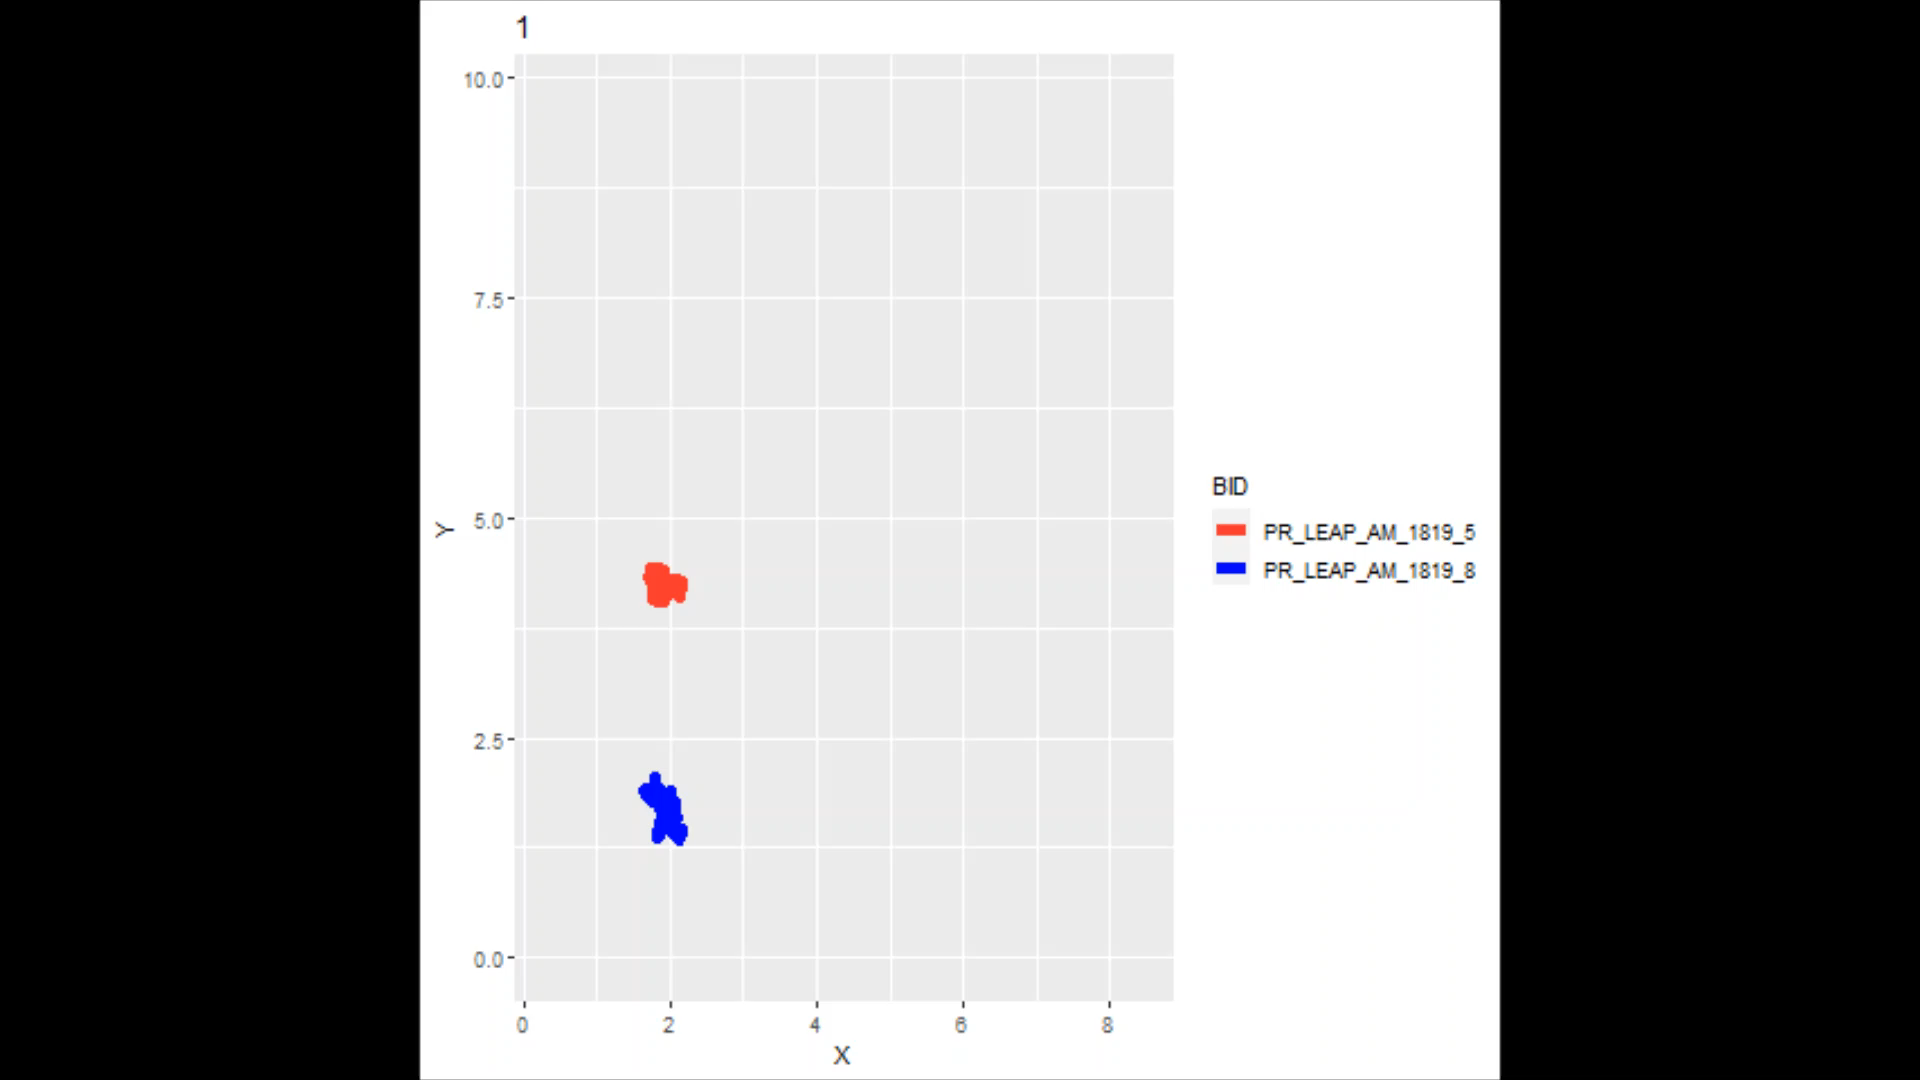 1
10.0
7.5
5.0
2.5
0.0
Y
0 2 4 6 8
X
BID
PR_LEAP_AM_1819_5
PR_LEAP_AM_1819_8